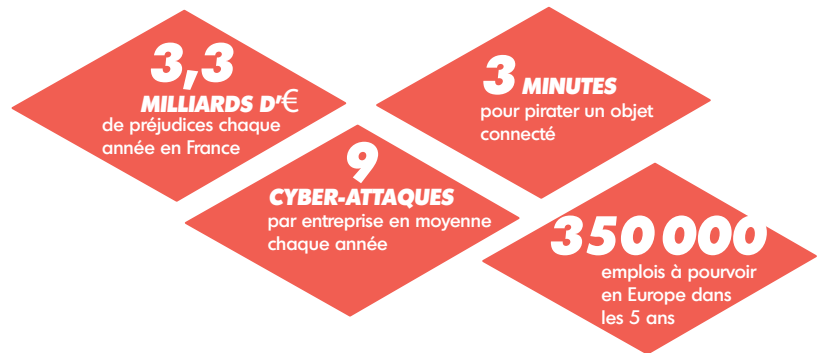 3,3
MILLIARDS D'€
de préjudices chaque
année en France
3 MINUTES
pour pirater un objet
connecté
9
CYBER-ATTAQUES
par entreprise en moyenne
chaque année
350 000
emplois à pourvoir
en Europe dans
les 5 ans